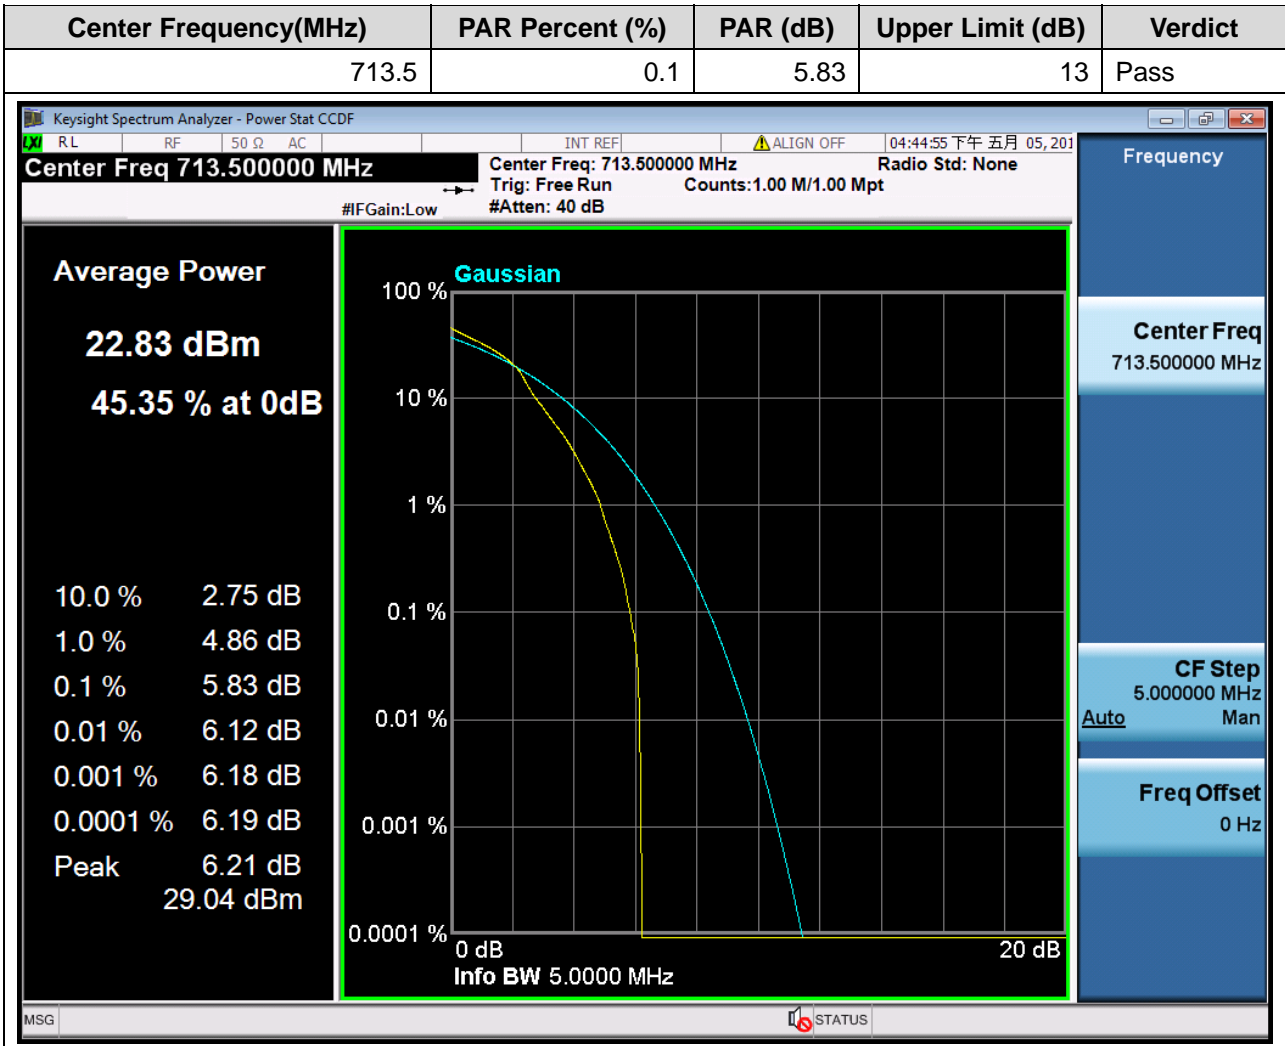 Center Frequency(MHz) PAR Percent (%) PAR (dB) Upper Limit (dB) Verdict
713.5 0.1 5.83 13 Pass
Keysight Spectrum Analyzer - Power Stat CCDF
LXI RL RF 50 Ω AC INT REF ALIGN OFF 04:44:55 下午 五月 05, 201
Center Freq 713.500000 MHz
Center Freq: 713.500000 MHz Radio Std: None
Trig: Free Run Counts:1.00 M/1.00 Mpt
#IFGain:Low #Atten: 40 dB
Average Power
22.83 dBm
45.35 % at 0dB
10.0 % 2.75 dB
1.0 % 4.86 dB
0.1 % 5.83 dB
0.01 % 6.12 dB
0.001 % 6.18 dB
0.0001 % 6.19 dB
Peak 6.21 dB
29.04 dBm
Gaussian
100 %
10 %
1 %
0.1 %
0.01 %
0.001 %
0.0001 %
0 dB 20 dB
Info BW 5.0000 MHz
Frequency
Center Freq
713.500000 MHz
CF Step
5.000000 MHz
Auto Man
Freq Offset
0 Hz
MSG STATUS